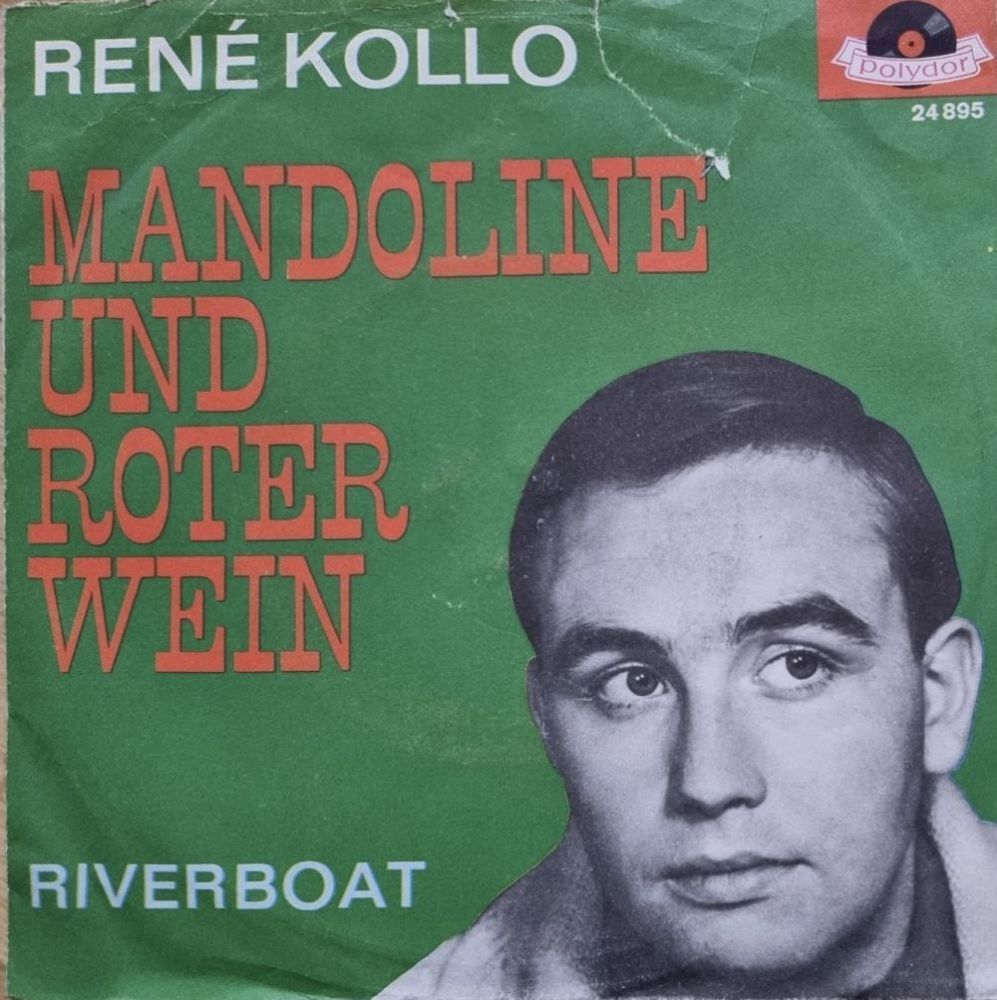 RENÉ KOLLO
polydor
24 895
MANDOLINE
UND
ROTER
WEIN
RIVERBOAT